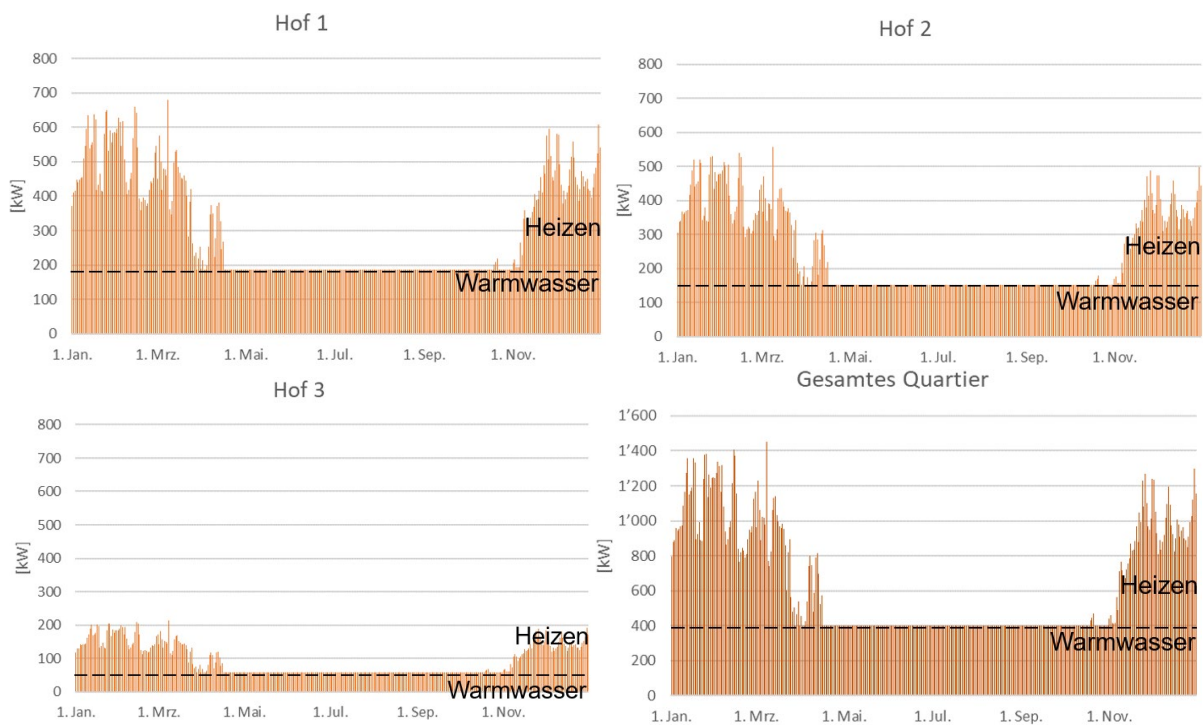 Hof 1
800
700
600
500
400
300
200
100
0
[kW]
Heizen
Warmwasser
1. Jan. 1. Mrz. 1. Mai. 1. Jul. 1. Sep. 1. Nov.
Hof 2
800
700
600
500
400
300
200
100
0
[kW]
Heizen
Warmwasser
1. Jan. 1. Mrz. 1. Mai. 1. Jul. 1. Sep. 1. Nov.
Hof 3
800
700
600
500
400
300
200
100
0
[kW]
Heizen
Warmwasser
1. Jan. 1. Mrz. 1. Mai. 1. Jul. 1. Sep. 1. Nov.
Gesamtes Quartier
1’600
1’400
1’200
1’000
800
600
400
200
0
[kW]
Heizen
Warmwasser
1. Jan. 1. Mrz. 1. Mai. 1. Jul. 1. Sep. 1. Nov.